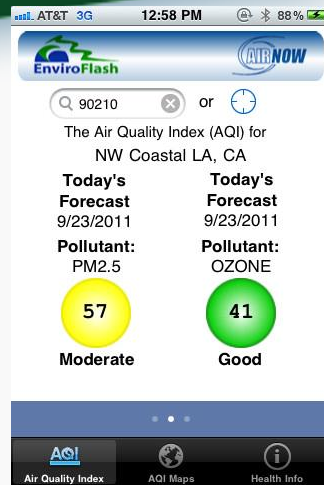 AT&T 3G 12:58 PM 88%
EnviroFlash
AIRNOW
90210 or
The Air Quality Index (AQI) for
NW Coastal LA, CA
Today's
Forecast
9/23/2011
Pollutant:
PM2.5
57
Moderate
Today's
Forecast
9/23/2011
Pollutant:
OZONE
41
Good
AQI
Air Quality Index
AQI Maps
Health Info